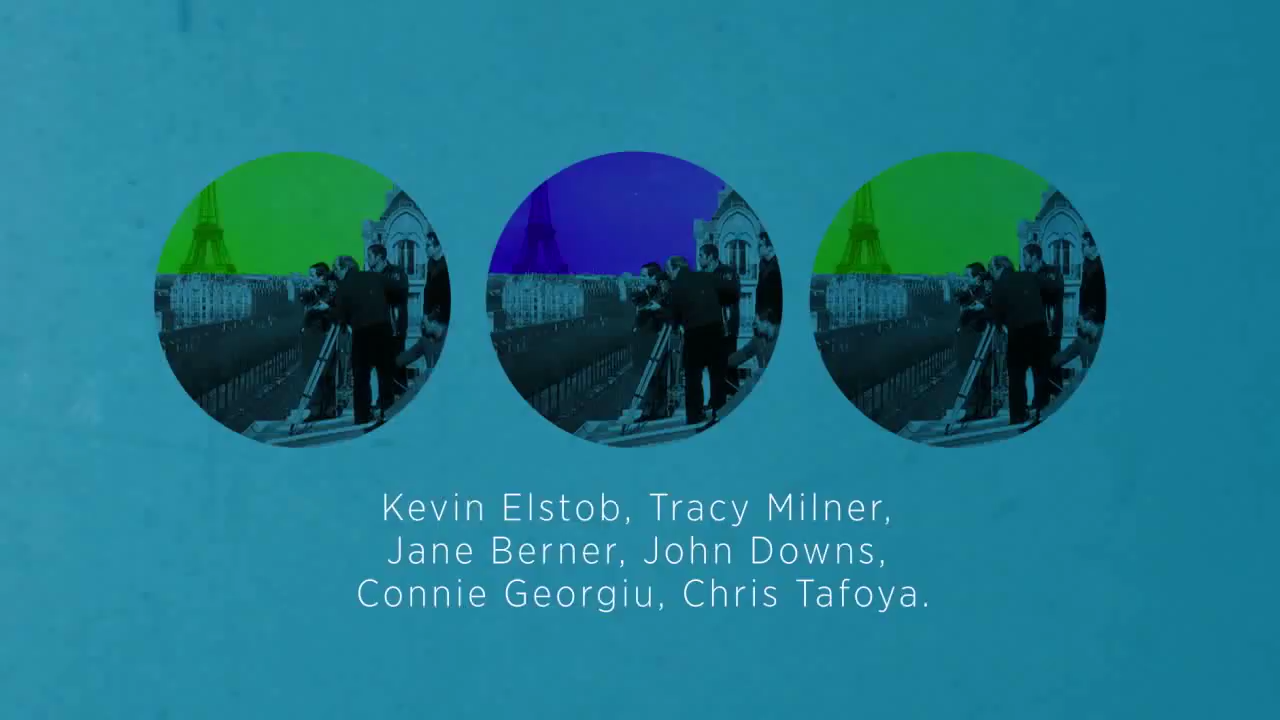 Kevin Elstob, Tracy Milner,
Jane Berner, John Downs,
Connie Georgiu, Chris Tafoya.